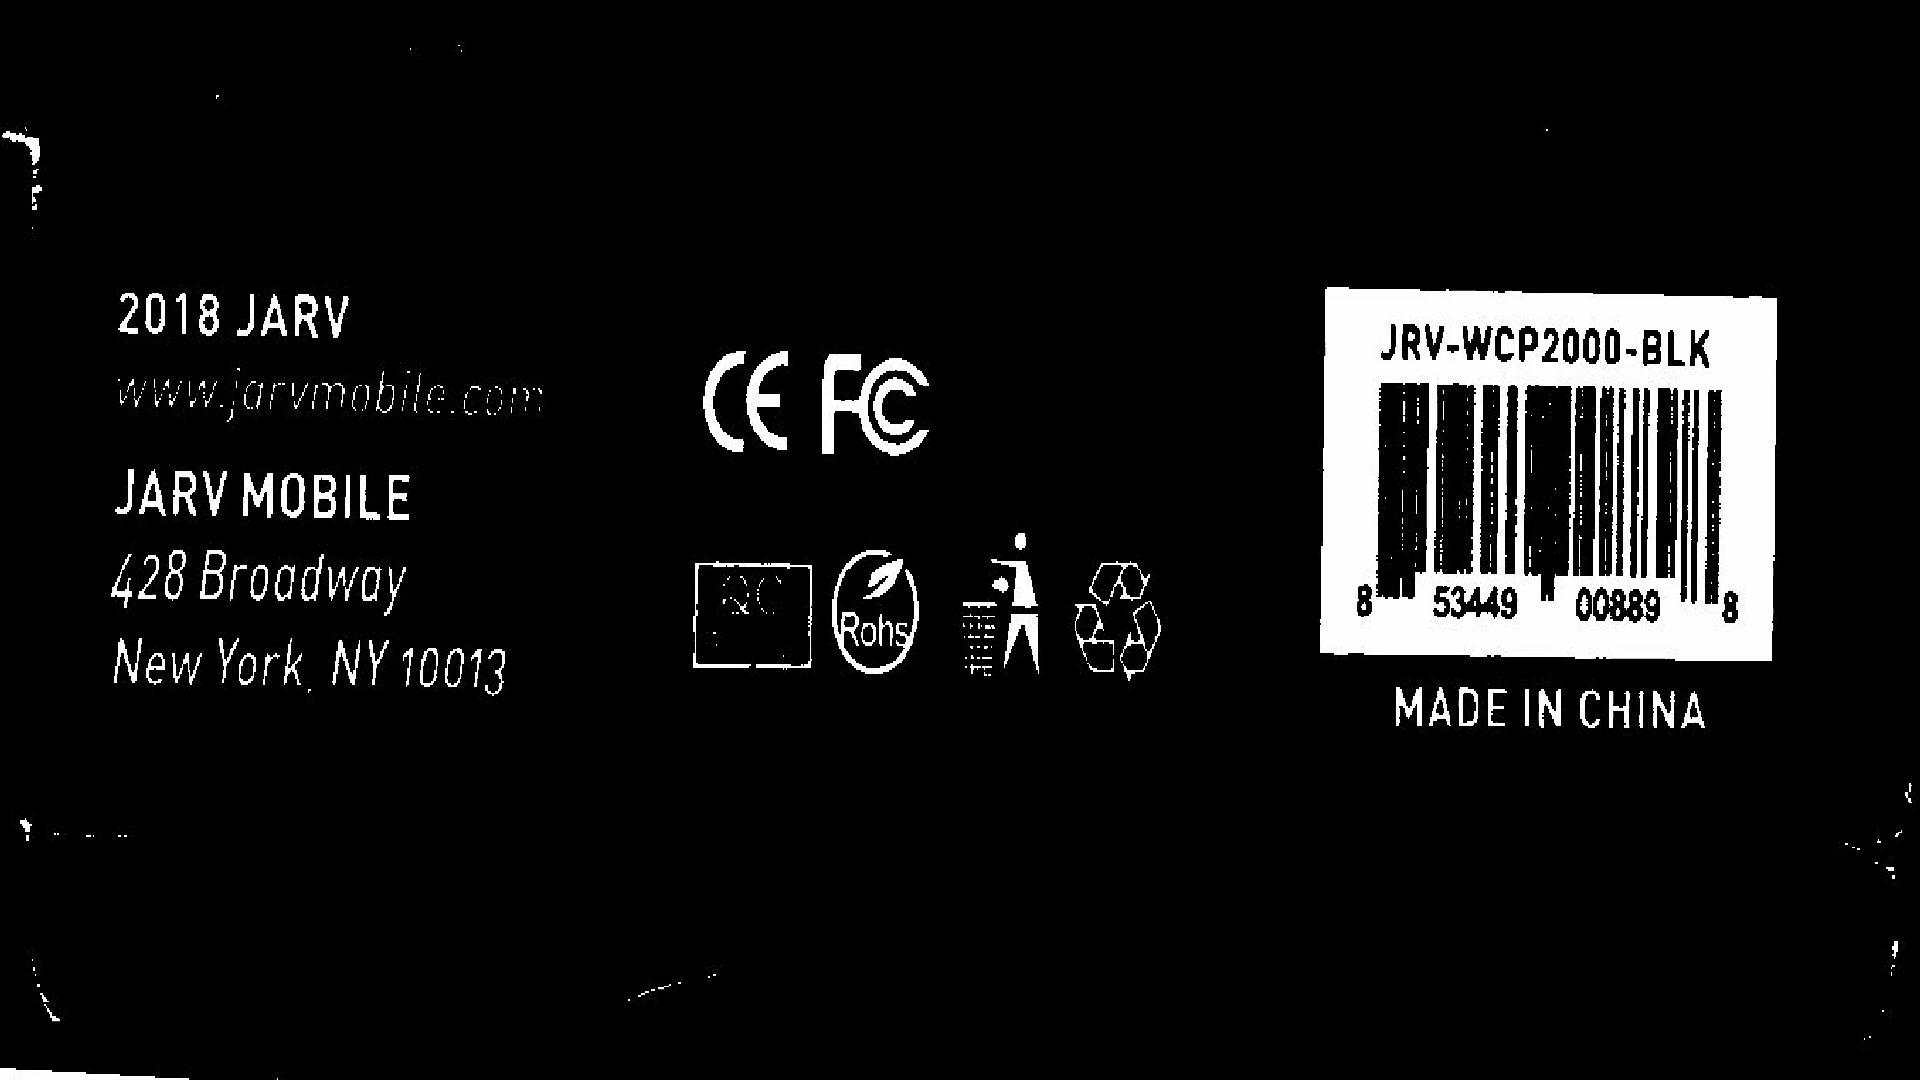 2018 JARV
www.jarvmobile.com
JARV MOBILE
428 Broadway
New York, NY 10013
CE FC
QC
Rohs
JRV-WCP2000-BLK
8 53449 00889 8
MADE IN CHINA